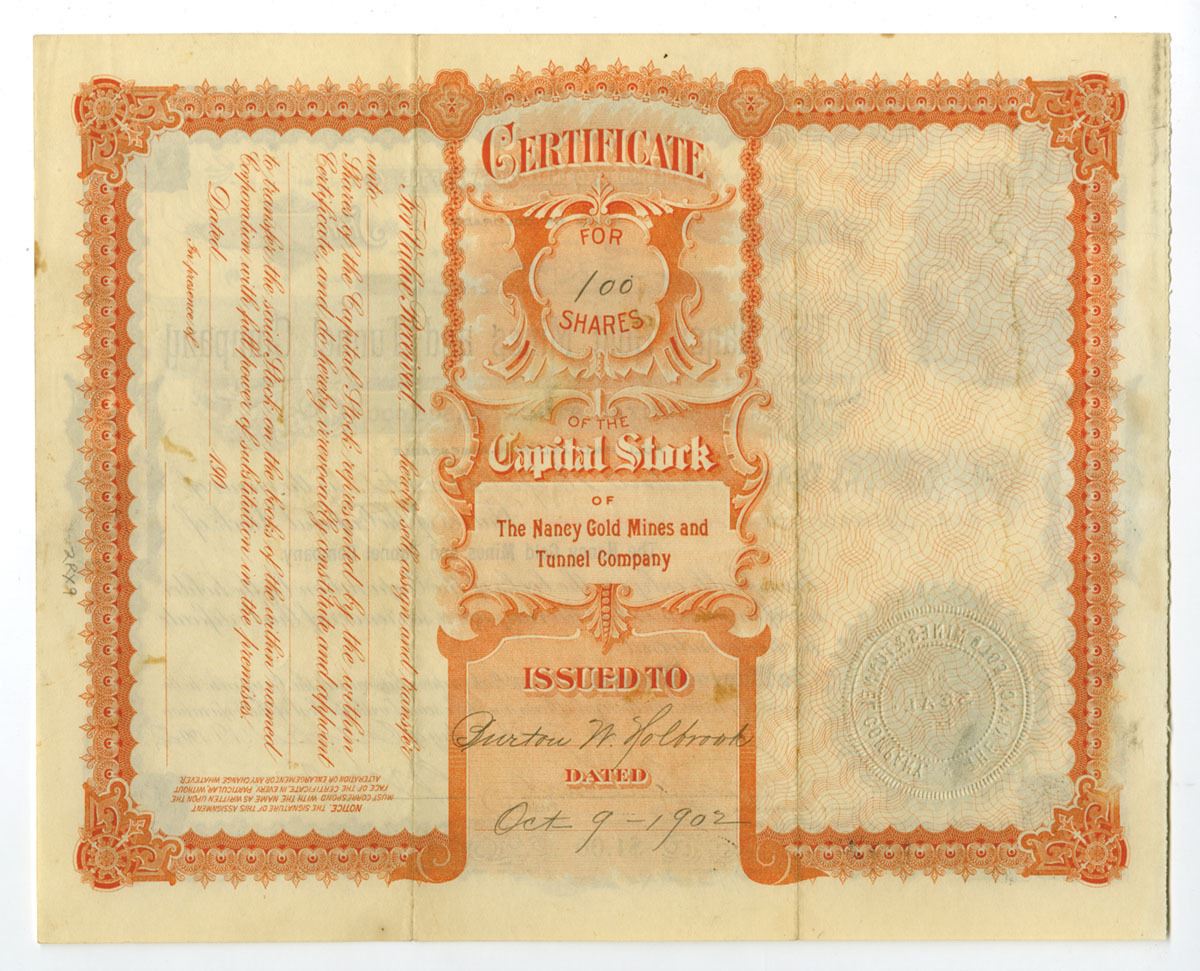 CERTIFICATE
FOR
100
SHARES
OF THE
Capital Stock
OF
The Nancy Gold Mines and
Tunnel Company
ISSUED TO
Burton W. Holbrook
DATED
Oct 9 - 1902
For Value Received, hereby sell, assign and transfer
unto
Shares of the Capital Stock represented by the within
Certificate, and do hereby irrevocably constitute and appoint
to transfer the said Stock on the books of the within named
Corporation with full power of substitution in the premises.
Dated 190
In presence of
NOTICE. THE SIGNATURE OF THIS ASSIGNMENT
MUST CORRESPOND WITH THE NAME AS WRITTEN UPON THE
FACE OF THE CERTIFICATE, IN EVERY PARTICULAR WITHOUT
ALTERATION OR ENLARGEMENT OR ANY CHANGE WHATEVER.